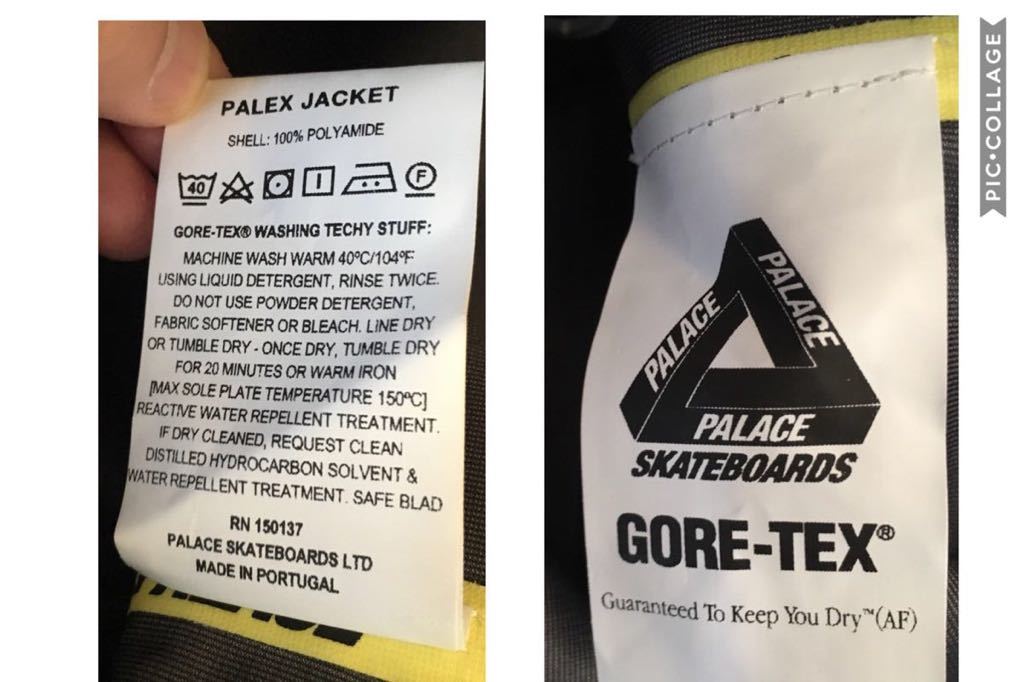 PALEX JACKET
SHELL: 100% POLYAMIDE
40
F
GORE-TEX® WASHING TECHY STUFF:
MACHINE WASH WARM 40ºC/104ºF
USING LIQUID DETERGENT, RINSE TWICE.
DO NOT USE POWDER DETERGENT,
FABRIC SOFTENER OR BLEACH. LINE DRY
OR TUMBLE DRY - ONCE DRY, TUMBLE DRY
FOR 20 MINUTES OR WARM IRON
[MAX SOLE PLATE TEMPERATURE 150ºC]
REACTIVE WATER REPELLENT TREATMENT.
IF DRY CLEANED, REQUEST CLEAN
DISTILLED HYDROCARBON SOLVENT &
WATER REPELLENT TREATMENT. SAFE BLAD
RN 150137
PALACE SKATEBOARDS LTD
MADE IN PORTUGAL
PALACE
PALACE
PALACE
SKATEBOARDS
GORE-TEX®
Guaranteed To Keep You Dry™(AF)
PIC•COLLAGE